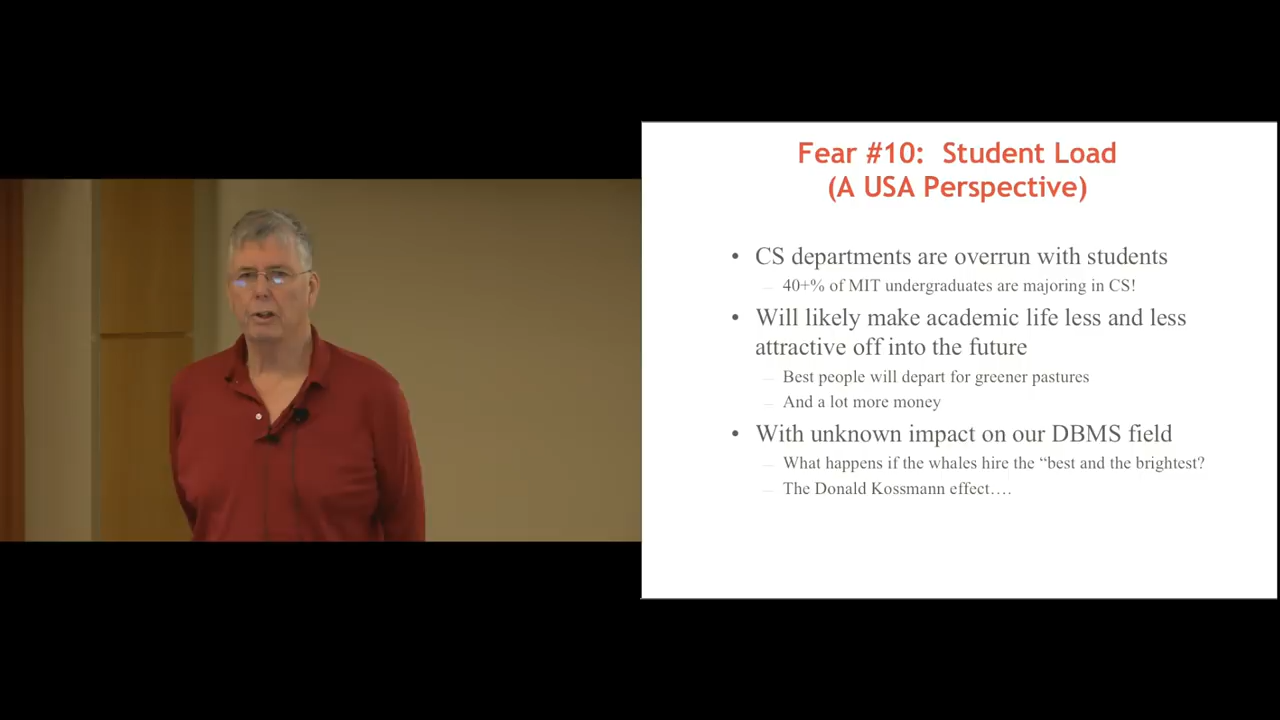 Fear #10: Student Load
(A USA Perspective)
• CS departments are overrun with students
– 40+% of MIT undergraduates are majoring in CS!
• Will likely make academic life less and less
attractive off into the future
– Best people will depart for greener pastures
– And a lot more money
• With unknown impact on our DBMS field
– What happens if the whales hire the “best and the brightest?
– The Donald Kossmann effect….